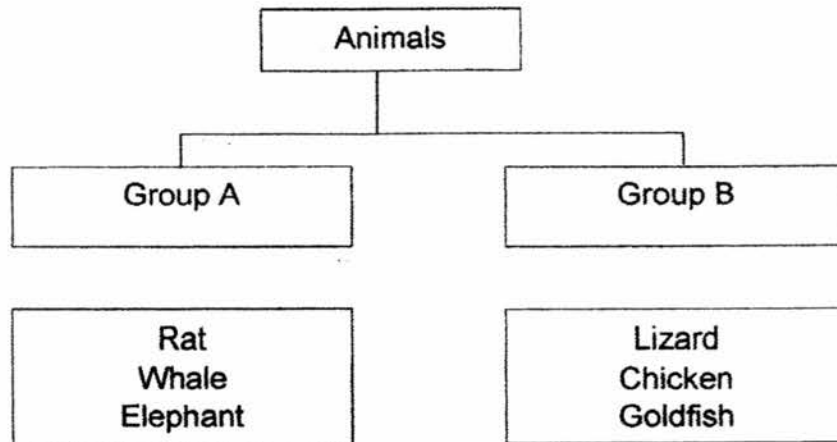 Animals
Group A
Group B
Rat
Whale
Elephant
Lizard
Chicken
Goldfish